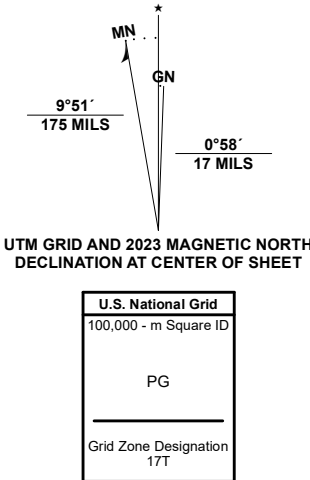 ★
MN
GN
9°51´
175 MILS
0°58´
17 MILS
UTM GRID AND 2023 MAGNETIC NORTH
DECLINATION AT CENTER OF SHEET
U.S. National Grid
100,000 - m Square ID
PG
Grid Zone Designation
17T